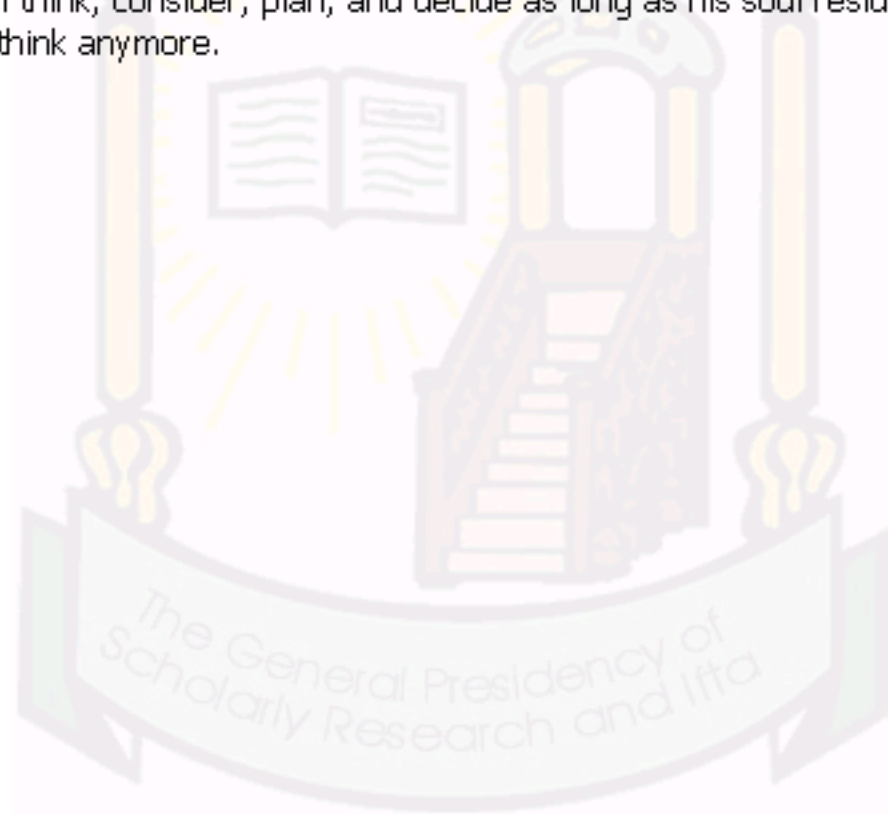 think, consider, plan, and decide as long as his soul
think anymore.
The General Presidency of
Scholarly Research and Ifta